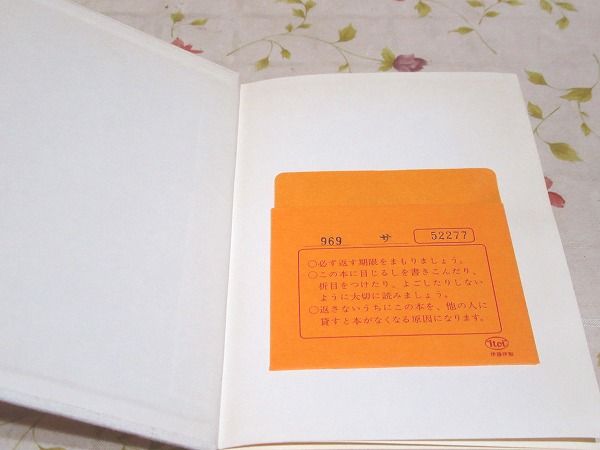 969 サ 52277
○必ず返す期限をまもりましょう。
○この本に目じるしを書きこんだり、
折目をつけたり、よごしたりしない
ように大切に読みましょう。
○返さないうちにこの本を、他の人に
貸すと本がなくなる原因になります。
Itoi
伊藤伊